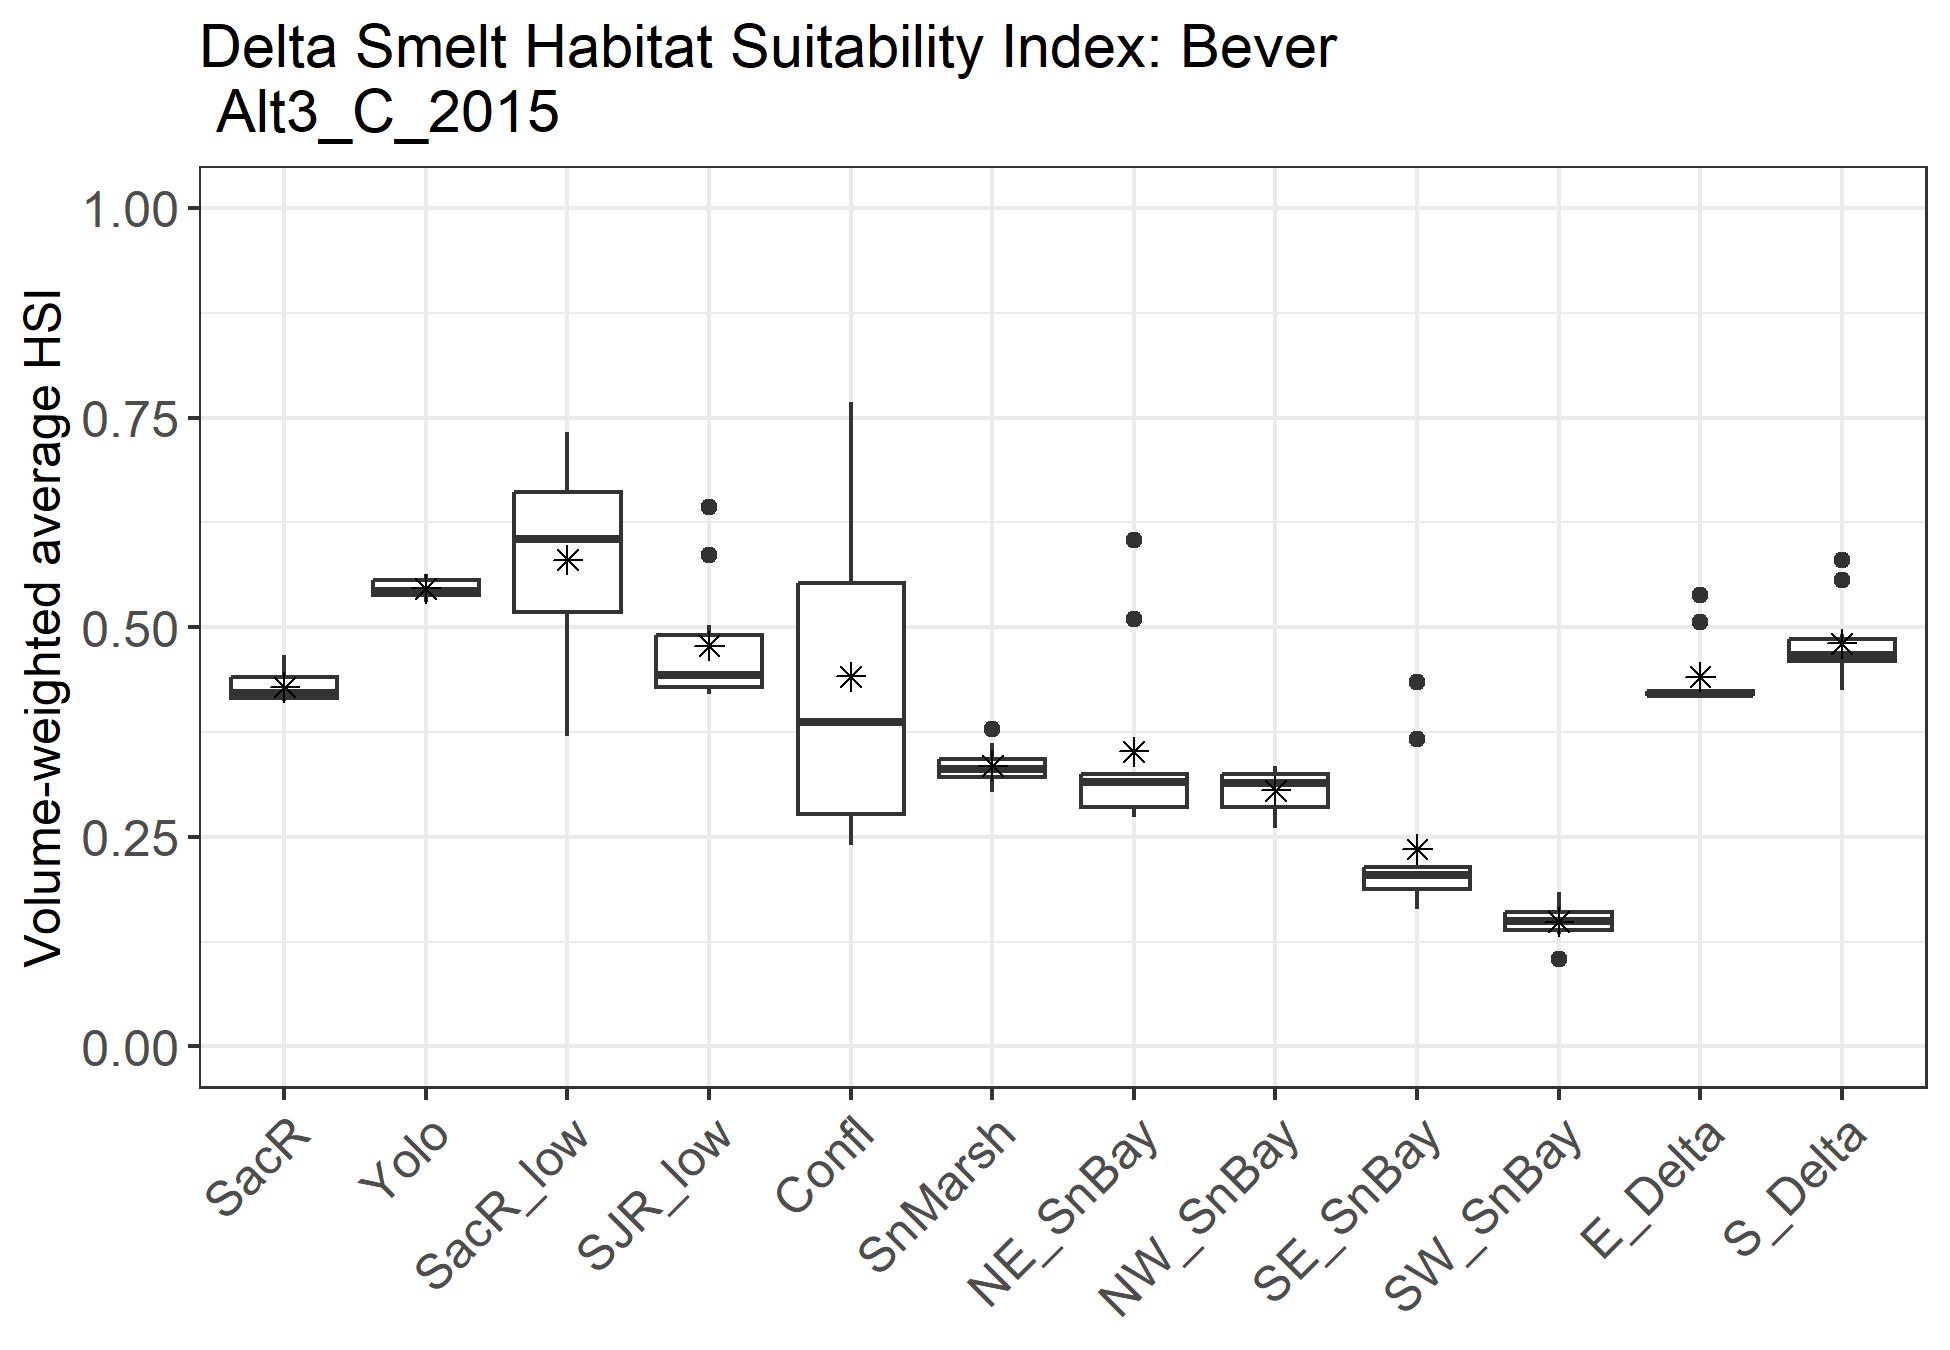 Delta Smelt Habitat Suitability Index: Bever
Alt3_C_2015
Volume-weighted average HSI
1.00
0.75
0.50
0.25
0.00
SacR
Yolo
SacR_low
SJR_low
Confl
SnMarsh
NE_SnBay
NW_SnBay
SE_SnBay
SW_SnBay
E_Delta
S_Delta